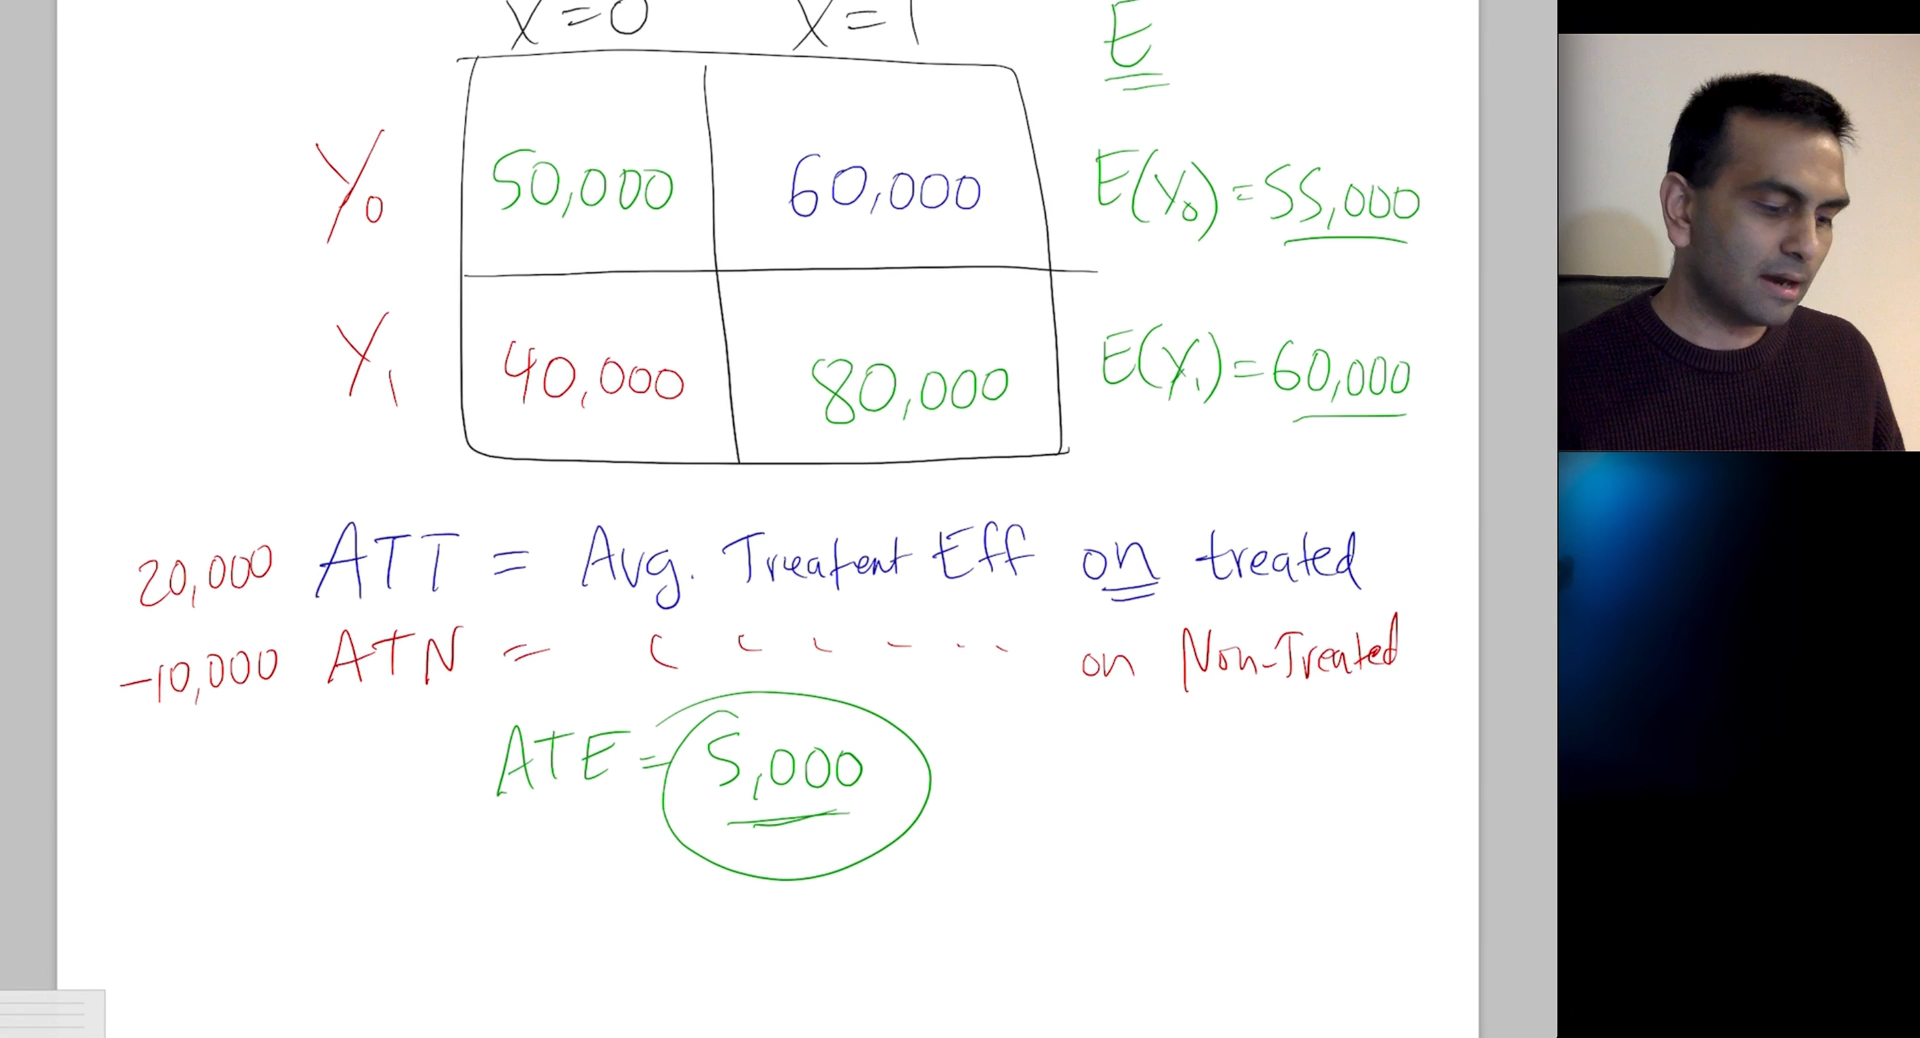 X=0 X=1 E
Y₀ 50,000 60,000 E(Y₀)=55,000
Y₁ 40,000 80,000 E(Y₁)=60,000
20,000 ATT = Avg. Treatent Eff on treated
-10,000 ATN = on Non-Treated
ATE = 5,000